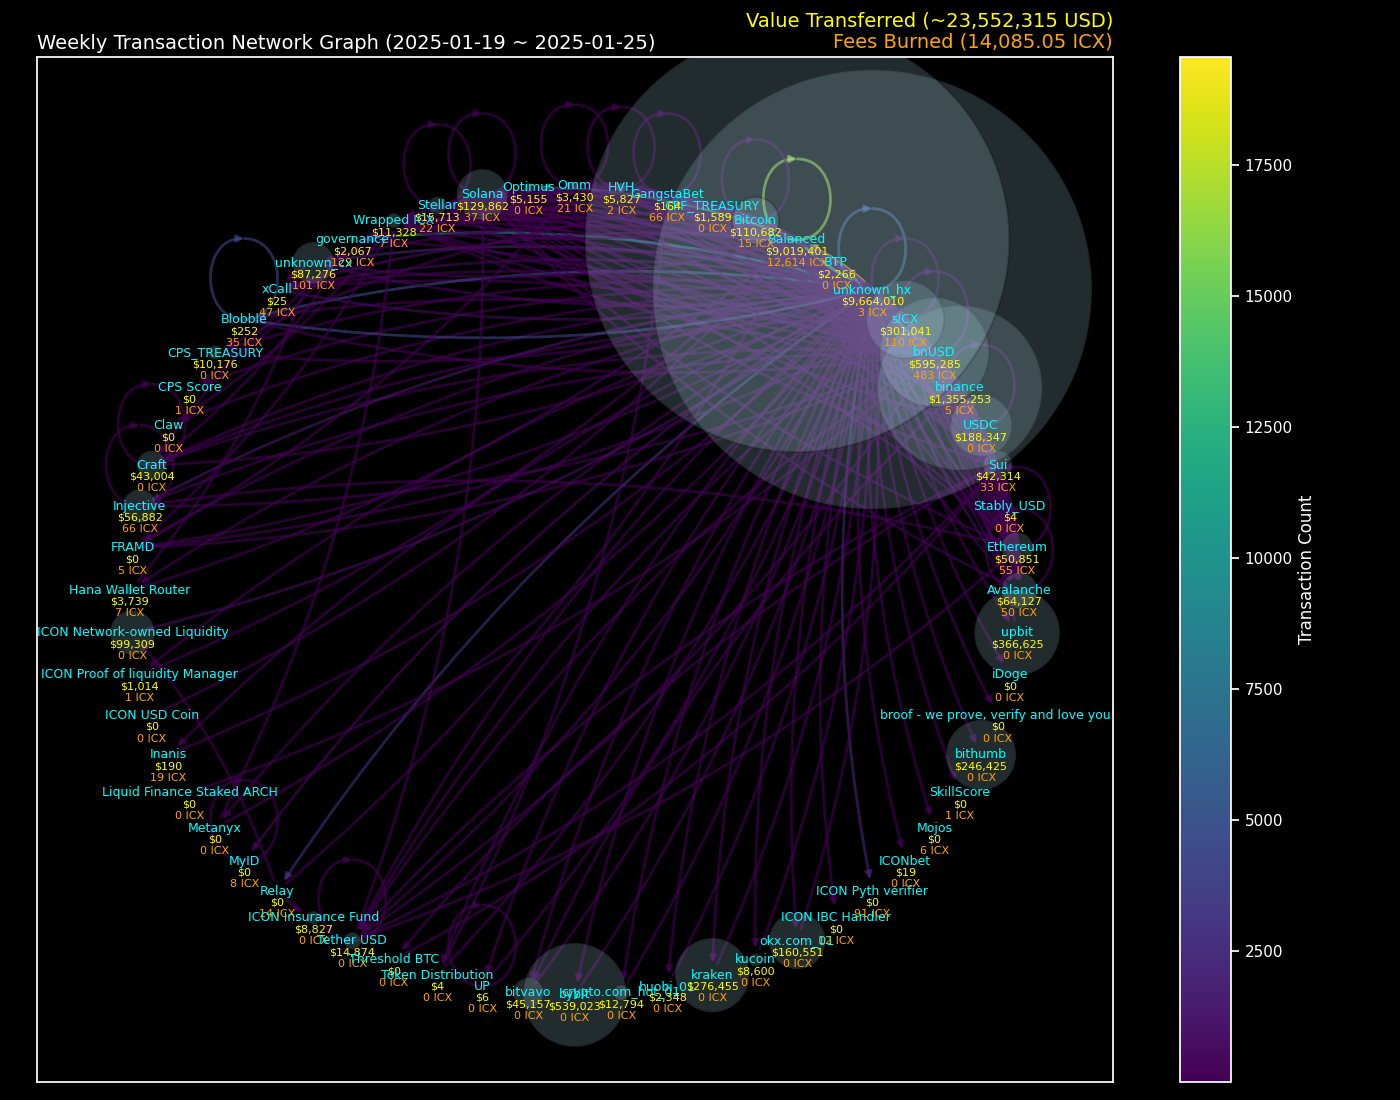 Value Transferred (~23,552,315 USD)
Weekly Transaction Network Graph (2025-01-19 ~ 2025-01-25)
Fees Burned (14,085.05 ICX)
Optimus
$5,155
0 ICX
Omm
$3,430
21 ICX
HVH
$5,827
2 ICX
GangstaBet
$164
66 ICX
$1,589
0 ICX
Bitcoin
$110,682
15 ICX
Balanced
$9,019,401
12,614 ICX
BTP
$2,266
0 ICX
unknown_hx
$9,664,010
3 ICX
sICX
$301,041
110 ICX
bnUSD
$595,285
483 ICX
binance
$1,355,253
5 ICX
USDC
$188,347
0 ICX
Sui
$42,314
33 ICX
Stably_USD
$4
0 ICX
Ethereum
$50,851
55 ICX
Avalanche
$64,127
50 ICX
upbit
$366,625
0 ICX
iDoge
$0
0 ICX
broof - we prove, verify and love you.
$0
0 ICX
bithumb
$246,425
0 ICX
SkillScore
$0
1 ICX
Mojos
$0
6 ICX
ICONbet
$19
0 ICX
ICON Pyth verifier
$0
91 ICX
ICON IBC Handler
$0
12 ICX
okx.com_01
$160,551
0 ICX
kucoin
$8,600
0 ICX
kraken
$276,455
0 ICX
huobi_01
$2,348
0 ICX
crypto.com_hot_01
$12,794
0 ICX
bybit
$539,023
0 ICX
bitvavo
$45,157
0 ICX
UP
$6
0 ICX
Token Distribution
$4
0 ICX
Threshold BTC
$0
0 ICX
Tether USD
$14,874
0 ICX
ICON Insurance Fund
$8,827
0 ICX
Relay
$0
14 ICX
MyID
$0
8 ICX
Metanyx
$0
0 ICX
Liquid Finance Staked ARCH
$0
0 ICX
Inanis
$190
19 ICX
ICON USD Coin
$0
0 ICX
ICON Proof of liquidity Manager
$1,014
1 ICX
ICON Network-owned Liquidity
$99,309
0 ICX
Hana Wallet Router
$3,739
7 ICX
FRAMD
$0
5 ICX
Injective
$56,882
66 ICX
Craft
$43,004
0 ICX
Claw
$0
0 ICX
CPS Score
$0
1 ICX
CPS_TREASURY
$10,176
0 ICX
Blobble
$252
35 ICX
xCall
$25
47 ICX
unknown_cx
$87,276
101 ICX
governance
$2,067
ICX
Wrapped ICX
$11,328
7 ICX
Stellar
$15,713
22 ICX
Solana
$129,862
37 ICX
17500
15000
12500
10000
7500
5000
2500
Transaction Count